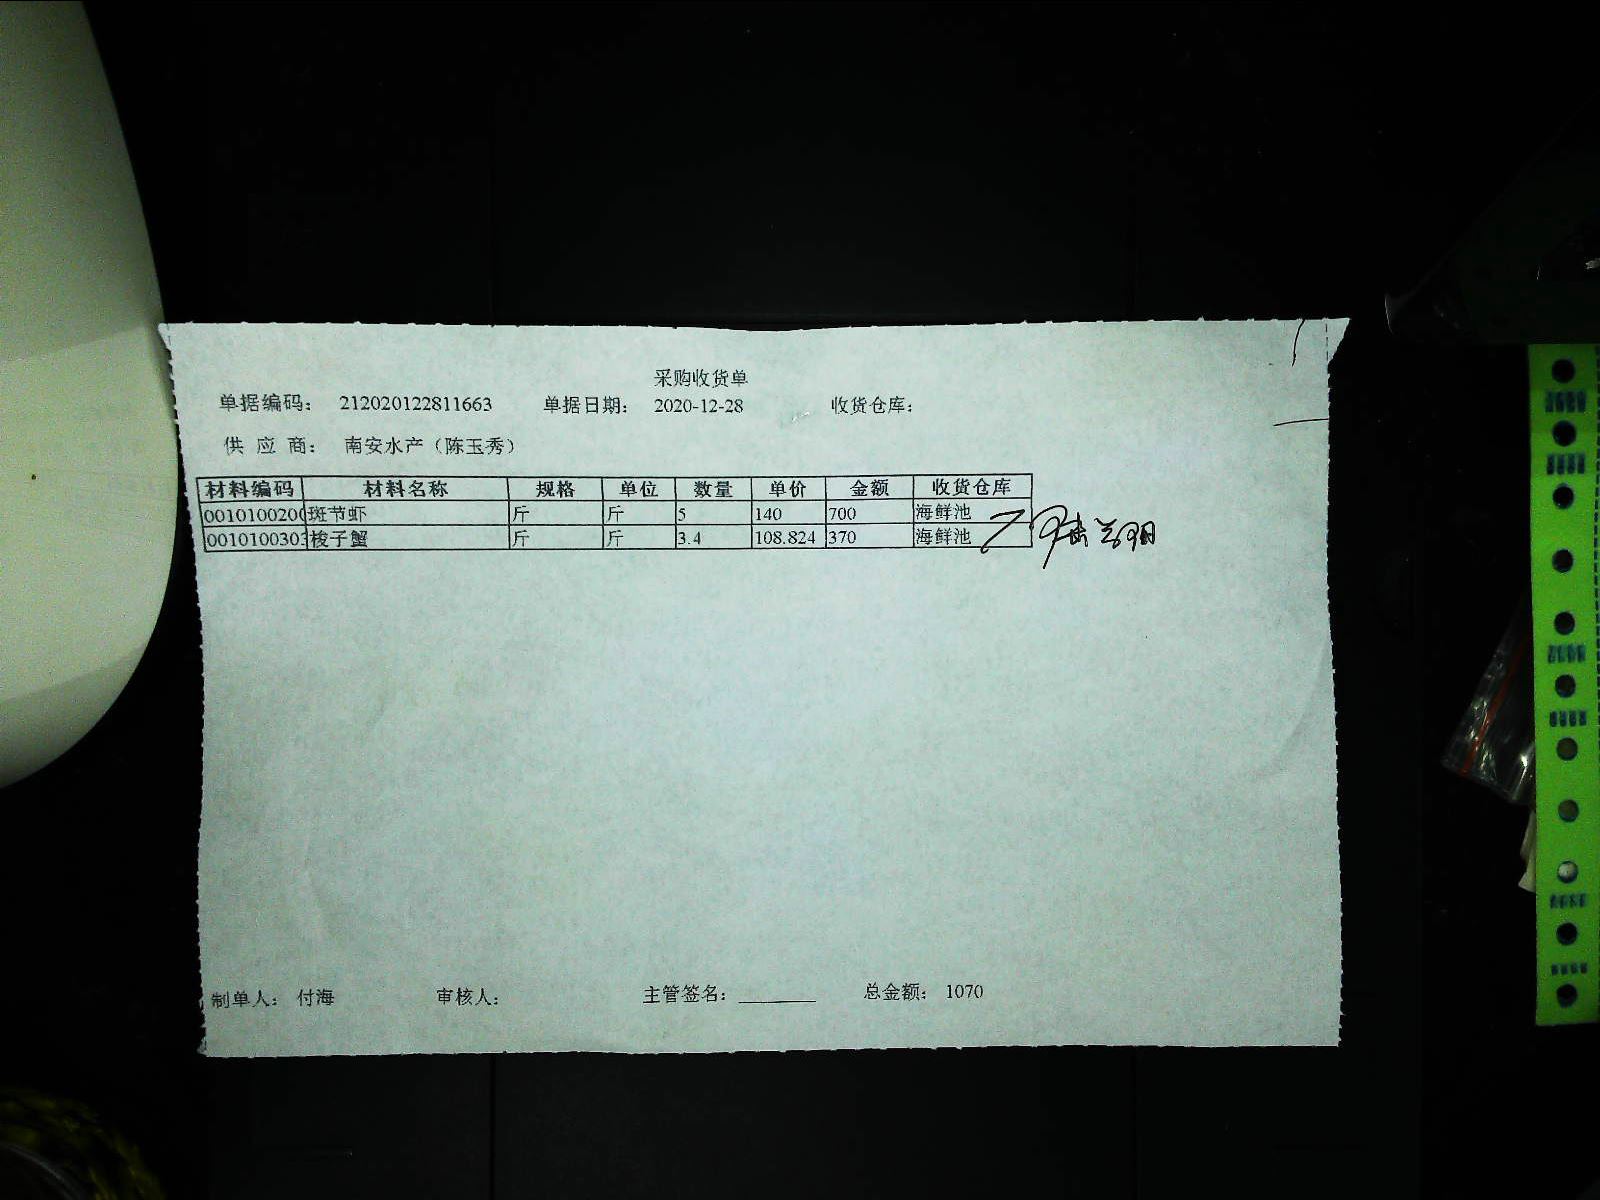 采购收货单
单据编码： 212020122811663 单据日期： 2020-12-28 收货仓库：
供 应 商： 南安水产（陈玉秀）
材料编码 材料名称 规格 单位 数量 单价 金额 收货仓库
0010100200 斑节虾 斤 斤 5 140 700 海鲜池
0010100303 梭子蟹 斤 斤 3.4 108.824 370 海鲜池
制单人： 付海 审核人： 主管签名： 总金额： 1070